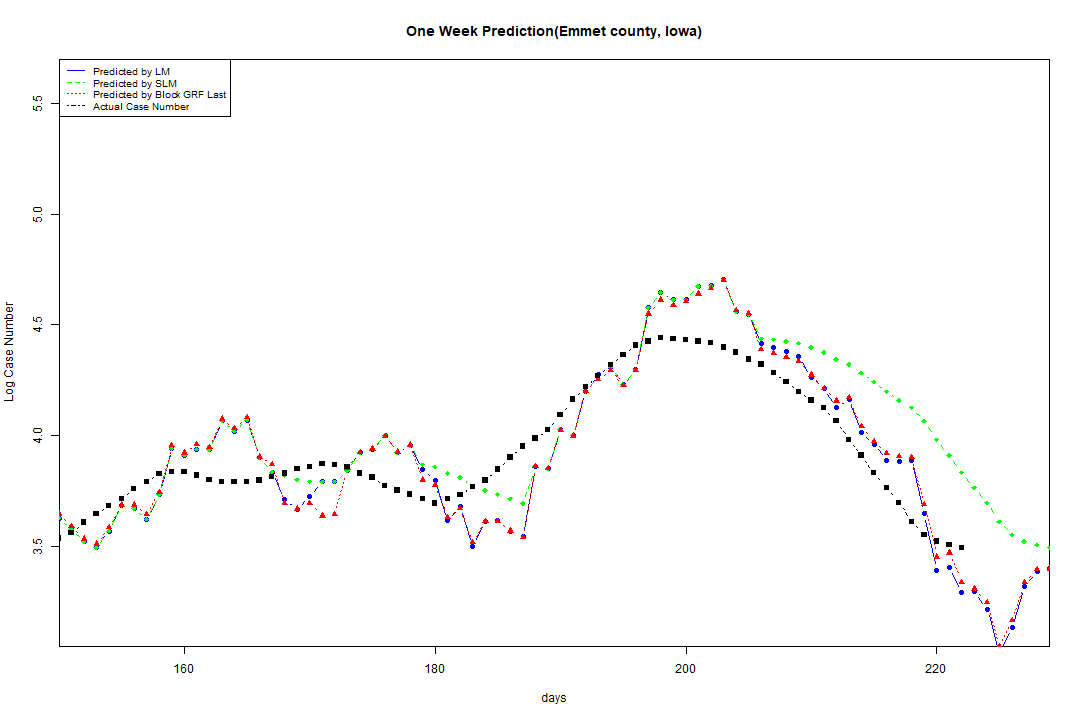 One Week Prediction(Emmet county, Iowa)
Predicted by LM
Predicted by SLM
Predicted by Block GRF Last
Actual Case Number
5.5
5.0
4.5
4.0
3.5
Log Case Number
160
180
200
220
days